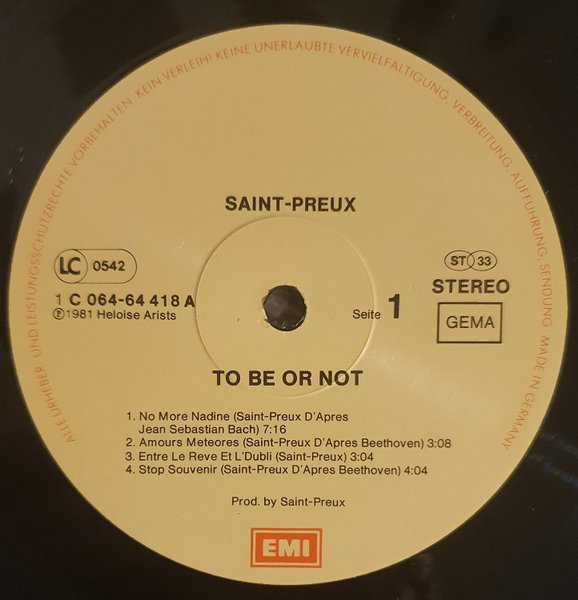 ALLE URHEBER- UND LEISTUNGSSCHUTZRECHTE VORBEHALTEN. KEIN VERLEIH! KEINE UNERLAUBTE VERVIELFÄLTIGUNG, VERBREITUNG, AUFFÜHRUNG, SENDUNG MADE IN GERMANY
SAINT-PREUX
LC 0542
ST 33
1 C 064-64 418 A
STEREO
℗1981 Heloise Arists
Seite 1
GEMA
TO BE OR NOT
1. No More Nadine (Saint-Preux D'Apres
Jean Sebastian Bach) 7:16
2. Amours Meteores (Saint-Preux D'Apres Beethoven) 3:08
3. Entre Le Reve Et L'Dubli (Saint-Preux) 3:04
4. Stop Souvenir (Saint-Preux D'Apres Beethoven) 4:04
Prod. by Saint-Preux
EMI